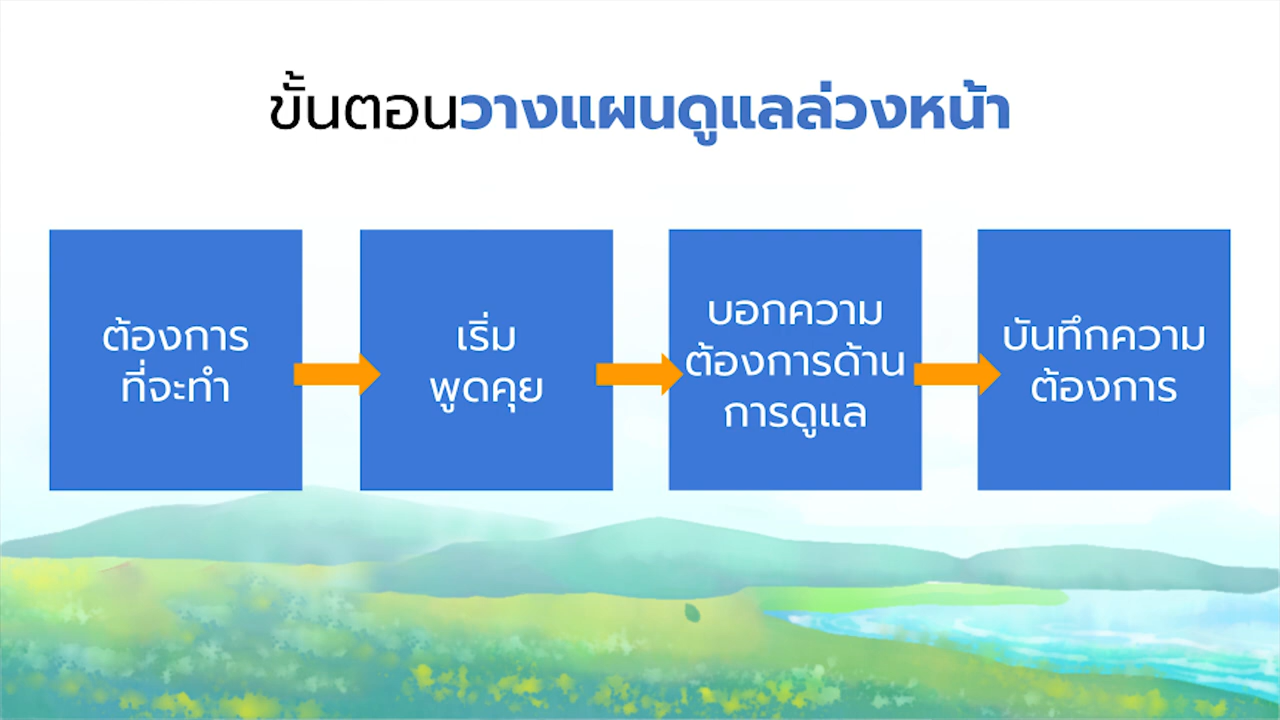 ขั้นตอนวางแผนดูแลล่วงหน้า
ต้องการ
ที่จะทำ
เริ่ม
พูดคุย
บอกความ
ต้องการด้าน
การดูแล
บันทึกความ
ต้องการ